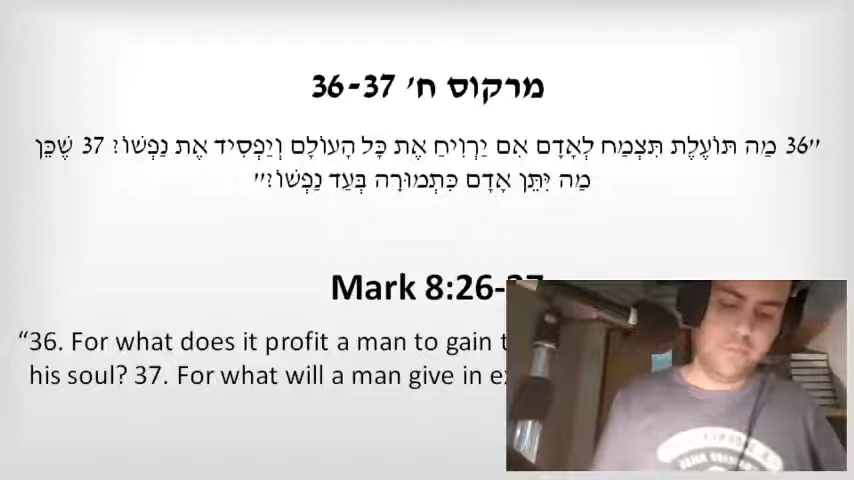 מרקוס ח׳ 36-37
״36 מַה תּוֹעֶלֶת תִּצְמַח לְאָדָם אִם יַרְוִיחַ אֶת כָּל הָעוֹלָם וְיַפְסִיד אֶת נַפְשׁוֹ? 37 שֶׁכֵּן
מַה יִּתֵּן אָדָם כִּתְמוּרָה בְּעַד נַפְשׁוֹ?״
Mark 8:26-
“36. For what does it profit a man to gain
his soul? 37. For what will a man give in